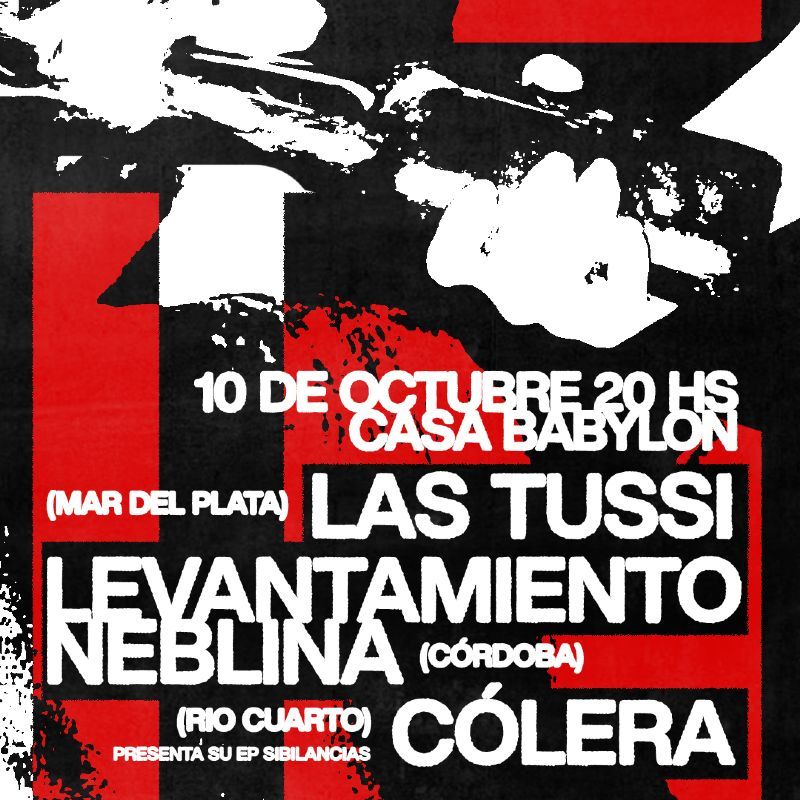 10 DE OCTUBRE 20 HS
CASA BABYLON
(MAR DEL PLATA) LAS TUSSI
LEVANTAMIENTO
NEBLINA (CÓRDOBA)
(RIO CUARTO) CÓLERA
PRESENTA SU EP SIBILANCIAS